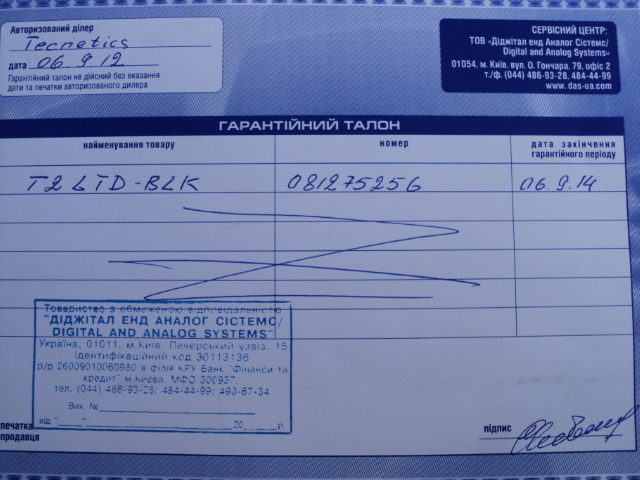 Авторизований ділер
Tecnetics
дата 06.9.12
Гарантійний талон не дійсний без вказання
дати та печатки авторизованого дилера
СЕРВІСНИЙ ЦЕНТР:
ТОВ «Діджітал енд Аналог Сістемс/
Digital and Analog Systems»
01054, м. Київ, вул. О. Гончара, 79, офіс 2
т./ф. (044) 486-93-28, 484-44-99
www.das-ua.com
ГАРАНТІЙНИЙ ТАЛОН
найменування товару
номер
дата закінчення
гарантійного періоду
T2 LTD-BLK
081275256
06.9.14
Товариство з обмеженою відповідальністю
"ДІДЖІТАЛ ЕНД АНАЛОГ СІСТЕМС/
DIGITAL AND ANALOG SYSTEMS"
Україна, 01011, м.Київ, Печерський узвіз, 15
Ідентифікаційний код 30113136
р/р 26009010060980 в Філія КРУ Банк "Фінанси та
кредит" м.Києва, МФО 300937,
тел. (044) 486-93-28; 484-44-99; 490-67-34
Вих. №
від "    "    20    р.
печатка
продавця
підпис